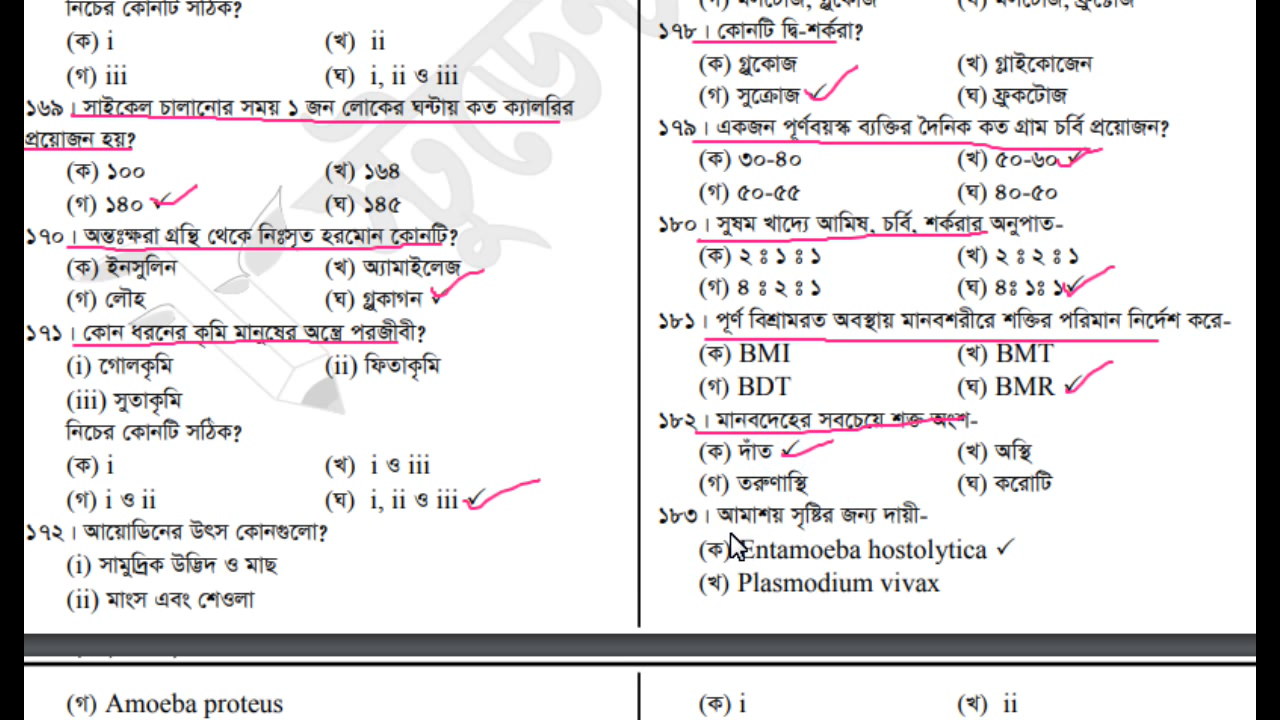 নিচের কোনটি সঠিক?
(ক) i (খ) ii
(গ) iii (ঘ) i, ii ও iii
১৬৯। সাইকেল চালানোর সময় ১ জন লোকের ঘন্টায় কত ক্যালরির
প্রয়োজন হয়?
(ক) ১০০ (খ) ১৬৪
(গ) ১৪০ ✓ (ঘ) ১৪৫
১৭০। অন্তঃক্ষরা গ্রন্থি থেকে নিঃসৃত হরমোন কোনটি?
(ক) ইনসুলিন (খ) অ্যামাইলেজ
(গ) লৌহ (ঘ) গ্লুকাগন ✓
১৭১। কোন ধরনের কৃমি মানুষের অন্ত্রে পরজীবী?
(i) গোলকৃমি (ii) ফিতাকৃমি
(iii) সুতাকৃমি
নিচের কোনটি সঠিক?
(ক) i (খ) i ও iii
(গ) i ও ii (ঘ) i, ii ও iii ✓
১৭২। আয়োডিনের উৎস কোনগুলো?
(i) সামুদ্রিক উদ্ভিদ ও মাছ
(ii) মাংস এবং শেওলা
১৭৮। কোনটি দ্বি-শর্করা?
(ক) গ্লুকোজ (খ) গ্লাইকোজেন
(গ) সুক্রোজ ✓ (ঘ) ফ্রুকটোজ
১৭৯। একজন পূর্ণবয়স্ক ব্যক্তির দৈনিক কত গ্রাম চর্বি প্রয়োজন?
(ক) ৩০-৪০ (খ) ৫০-৬০ ✓
(গ) ৫০-৫৫ (ঘ) ৪০-৫০
১৮০। সুষম খাদ্যে আমিষ, চর্বি, শর্করার অনুপাত-
(ক) ২ ঃ ১ ঃ ১ (খ) ২ ঃ ২ ঃ ১
(গ) ৪ ঃ ২ ঃ ১ (ঘ) ৪ঃ ১ঃ ১ ✓
১৮১। পূর্ণ বিশ্রামরত অবস্থায় মানবশরীরে শক্তির পরিমান নির্দেশ করে-
(ক) BMI (খ) BMT
(গ) BDT (ঘ) BMR ✓
১৮২। মানবদেহের সবচেয়ে শক্ত অংশ-
(ক) দাঁত ✓ (খ) অস্থি
(গ) তরুণাস্থি (ঘ) করোটি
১৮৩। আমাশয় সৃষ্টির জন্য দায়ী-
(ক) Entamoeba hostolytica ✓
(খ) Plasmodium vivax
(গ) Amoeba proteus
(ক) i (খ) ii